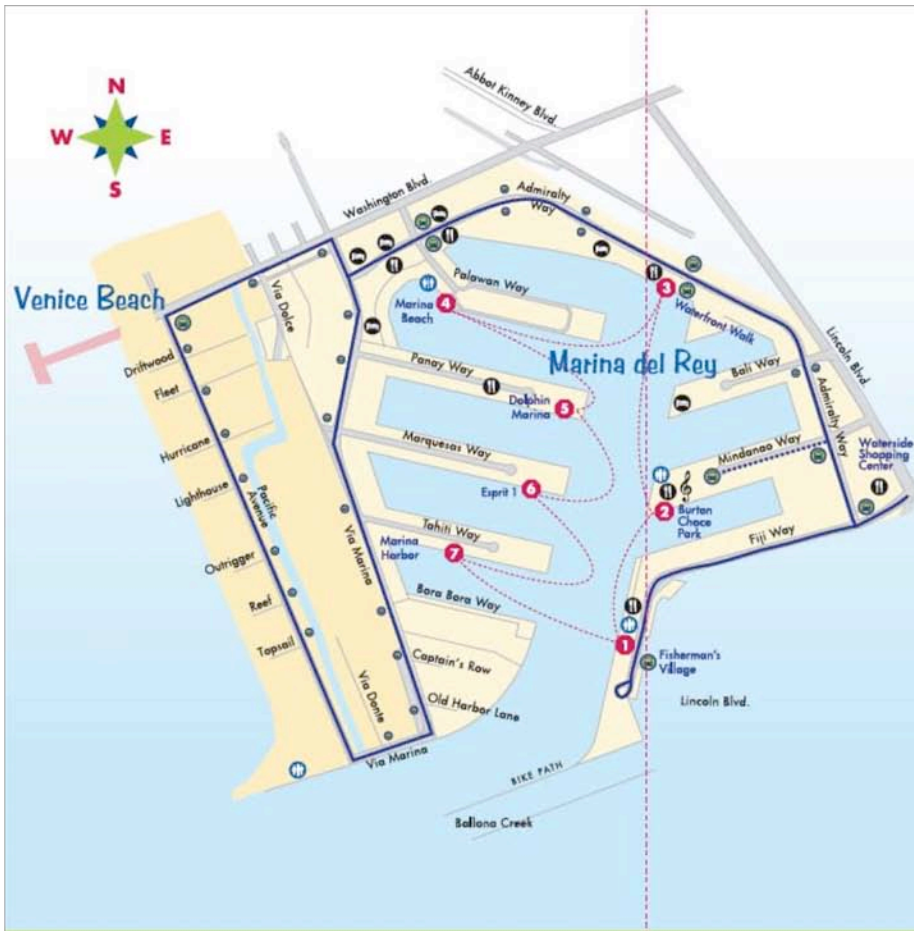 N
W E
S
Abbot Kinney Blvd.
Washington Blvd.
Admiralty
Way
Venice Beach
Via Dolce
Palawan Way
Marina
Beach
4
3
Waterfront Walk
Lincoln Blvd.
Marina del Rey
Driftwood
Fleet
Hurricane
Lighthouse
Outrigger
Reef
Topsail
Pacific
Avenue
Panay Way
Dolphin
Marina
5
Bali Way
Admiralty Way
Marquesas Way
Esprit 1
6
Mindanao Way
Waterside
Shopping
Center
2
Burton
Chace
Park
Via Marina
Tahiti Way
Marina
Harbor
7
Fiji Way
Bora Bora Way
1
Captain's Row
Fisherman's
Village
Via Donte
Old Harbor Lane
Lincoln Blvd.
Via Marina
BIKE PATH
Ballona Creek